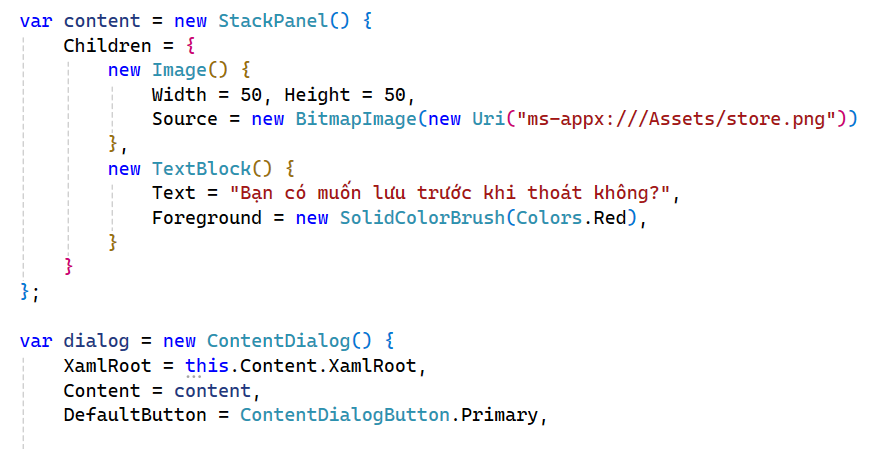 var content = new StackPanel() {
    Children = {
        new Image() {
            Width = 50, Height = 50,
            Source = new BitmapImage(new Uri("ms-appx:///Assets/store.png"))
        },
        new TextBlock() {
            Text = "Bạn có muốn lưu trước khi thoát không?",
            Foreground = new SolidColorBrush(Colors.Red),
        }
    }
};

var dialog = new ContentDialog() {
    XamlRoot = this.Content.XamlRoot,
    Content = content,
    DefaultButton = ContentDialogButton.Primary,